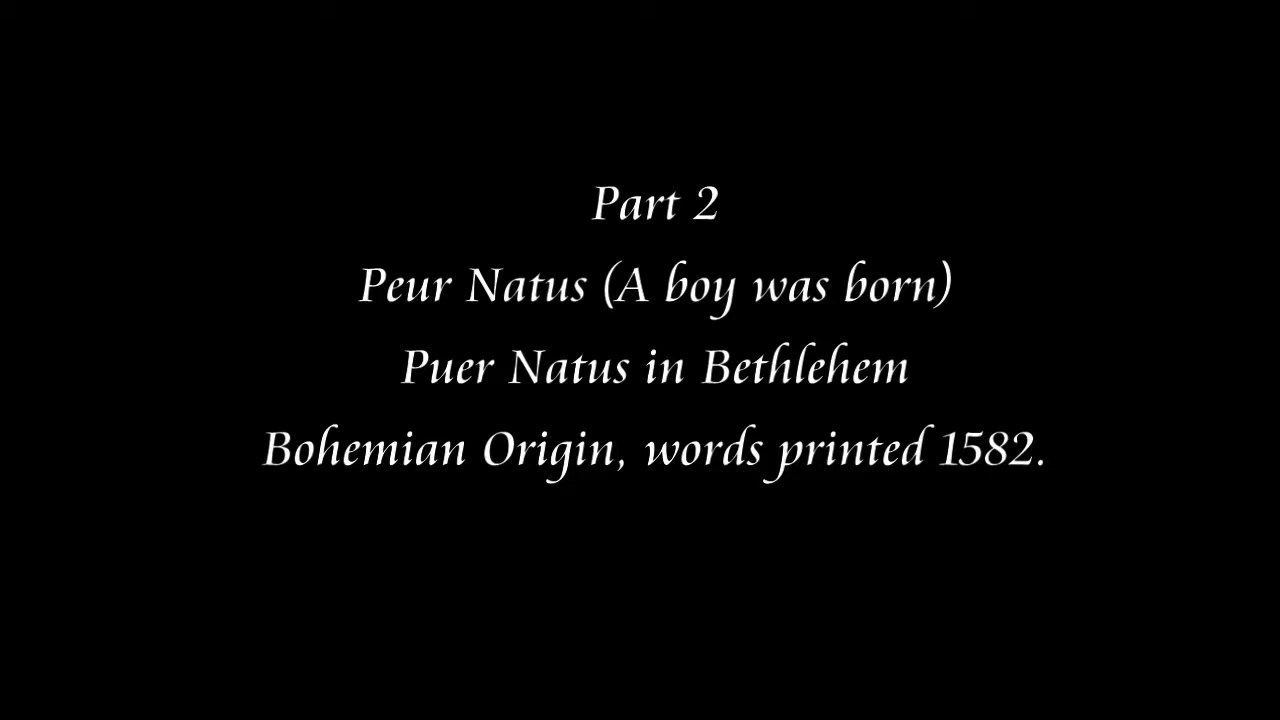 Part 2
Peur Natus (A boy was born)
Puer Natus in Bethlehem
Bohemian Origin, words printed 1582.